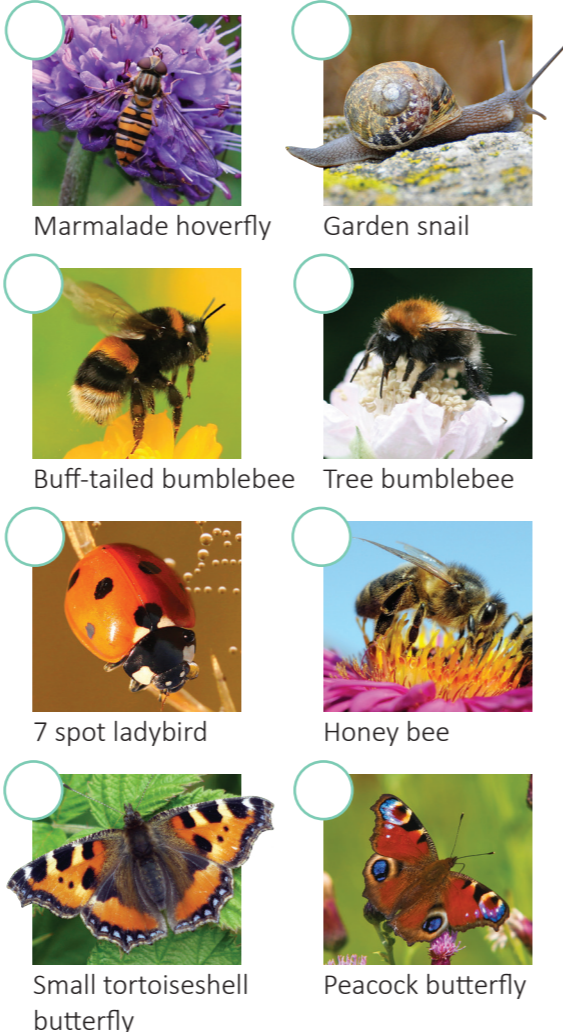 Marmalade hoverfly
Garden snail
Buff-tailed bumblebee
Tree bumblebee
7 spot ladybird
Honey bee
Small tortoiseshell
butterfly
Peacock butterfly